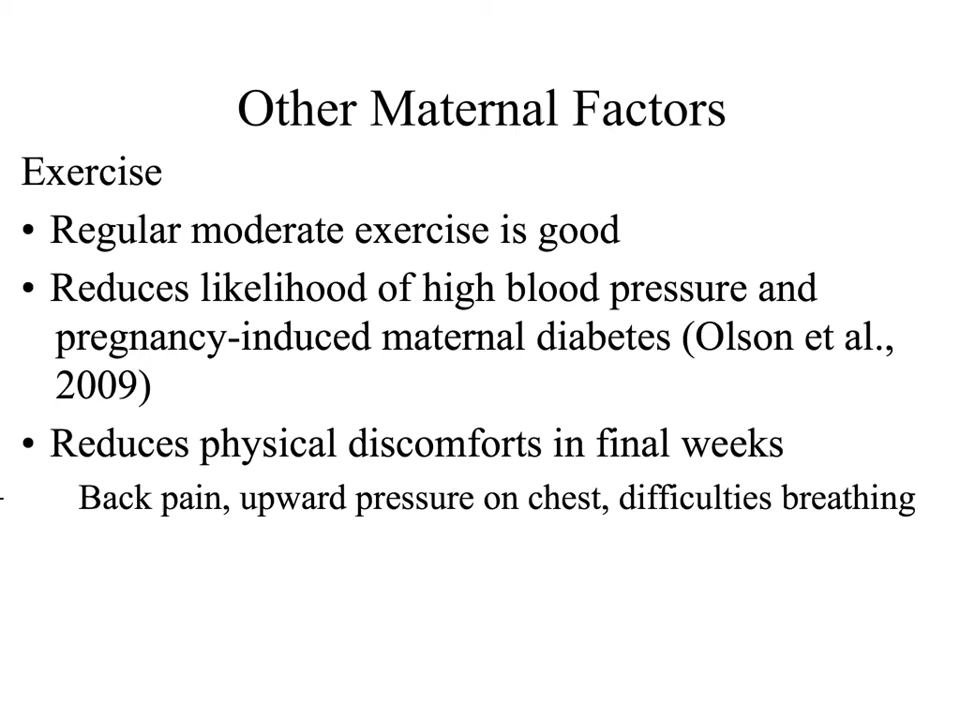 Other Maternal Factors
Exercise
• Regular moderate exercise is good
• Reduces likelihood of high blood pressure and
pregnancy-induced maternal diabetes (Olson et al.,
2009)
• Reduces physical discomforts in final weeks
- Back pain, upward pressure on chest, difficulties breathing